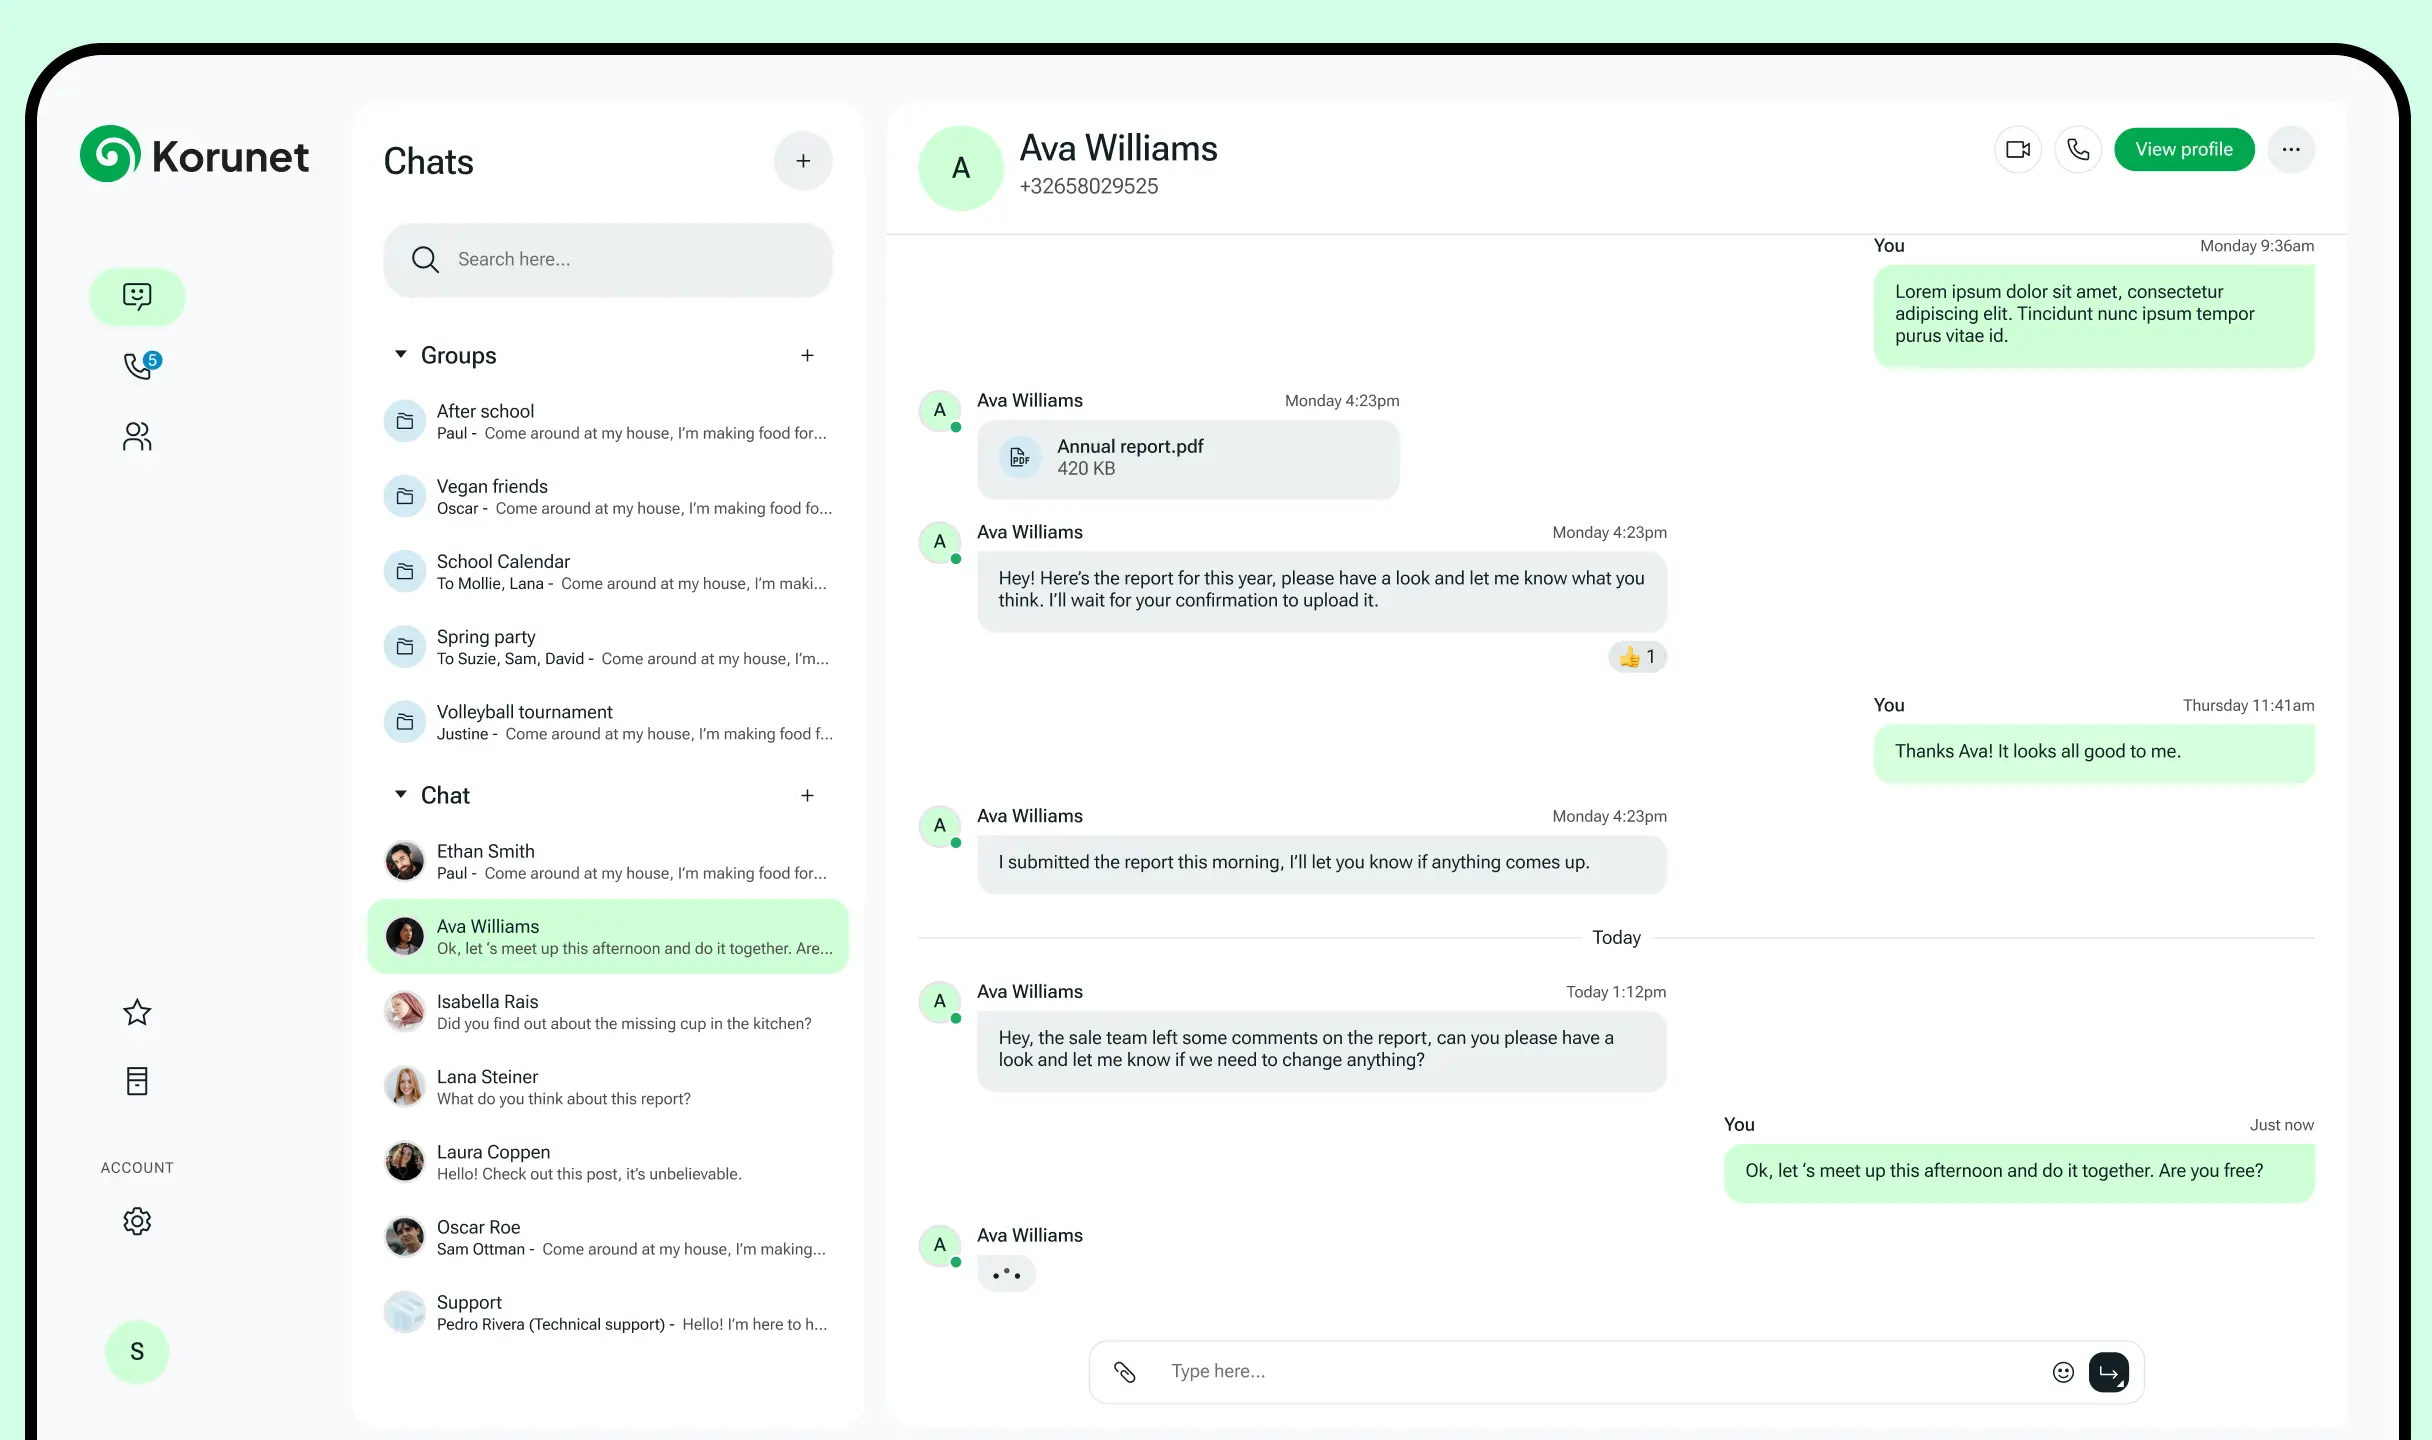 Korunet
5
ACCOUNT
S
Chats
+
Search here...
Groups
+
After school
Paul - Come around at my house, I’m making food for...
Vegan friends
Oscar - Come around at my house, I’m making food fo...
School Calendar
To Mollie, Lana - Come around at my house, I’m maki...
Spring party
To Suzie, Sam, David - Come around at my house, I’m...
Volleyball tournament
Justine - Come around at my house, I’m making food f...
Chat
+
Ethan Smith
Paul - Come around at my house, I’m making food for...
Ava Williams
Ok, let ‘s meet up this afternoon and do it together. Are...
Isabella Rais
Did you find out about the missing cup in the kitchen?
Lana Steiner
What do you think about this report?
Laura Coppen
Hello! Check out this post, it’s unbelievable.
Oscar Roe
Sam Ottman - Come around at my house, I’m making...
Support
Pedro Rivera (Technical support) - Hello! I’m here to h...
A
Ava Williams
+32658029525
View profile
You Monday 9:36am
Lorem ipsum dolor sit amet, consectetur
adipiscing elit. Tincidunt nunc ipsum tempor
purus vitae id.
A
Ava Williams Monday 4:23pm
PDF
Annual report.pdf
420 KB
A
Ava Williams Monday 4:23pm
Hey! Here’s the report for this year, please have a look and let me know what you
think. I’ll wait for your confirmation to upload it.
👍 1
You Thursday 11:41am
Thanks Ava! It looks all good to me.
A
Ava Williams Monday 4:23pm
I submitted the report this morning, I’ll let you know if anything comes up.
Today
A
Ava Williams Today 1:12pm
Hey, the sale team left some comments on the report, can you please have a
look and let me know if we need to change anything?
You Just now
Ok, let ‘s meet up this afternoon and do it together. Are you free?
A
Ava Williams
Type here...